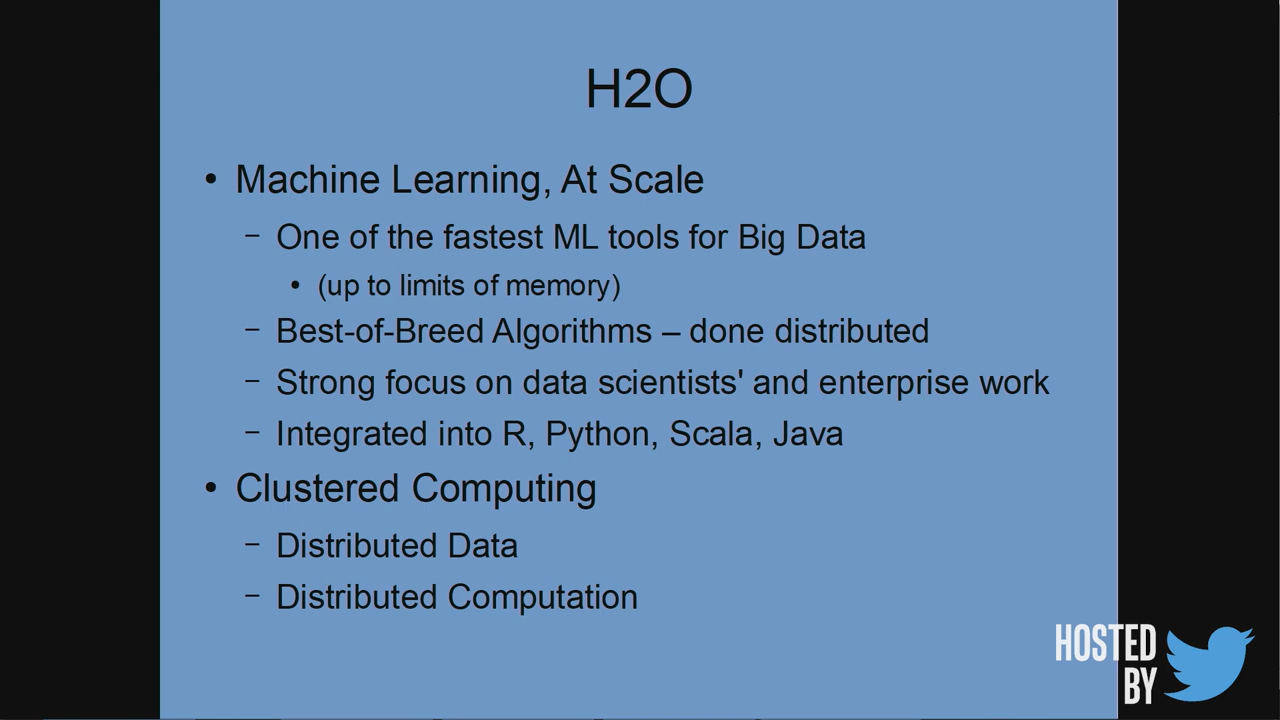 H2O
• Machine Learning, At Scale
– One of the fastest ML tools for Big Data
• (up to limits of memory)
– Best-of-Breed Algorithms – done distributed
– Strong focus on data scientists' and enterprise work
– Integrated into R, Python, Scala, Java
• Clustered Computing
– Distributed Data
– Distributed Computation
HOSTED
BY